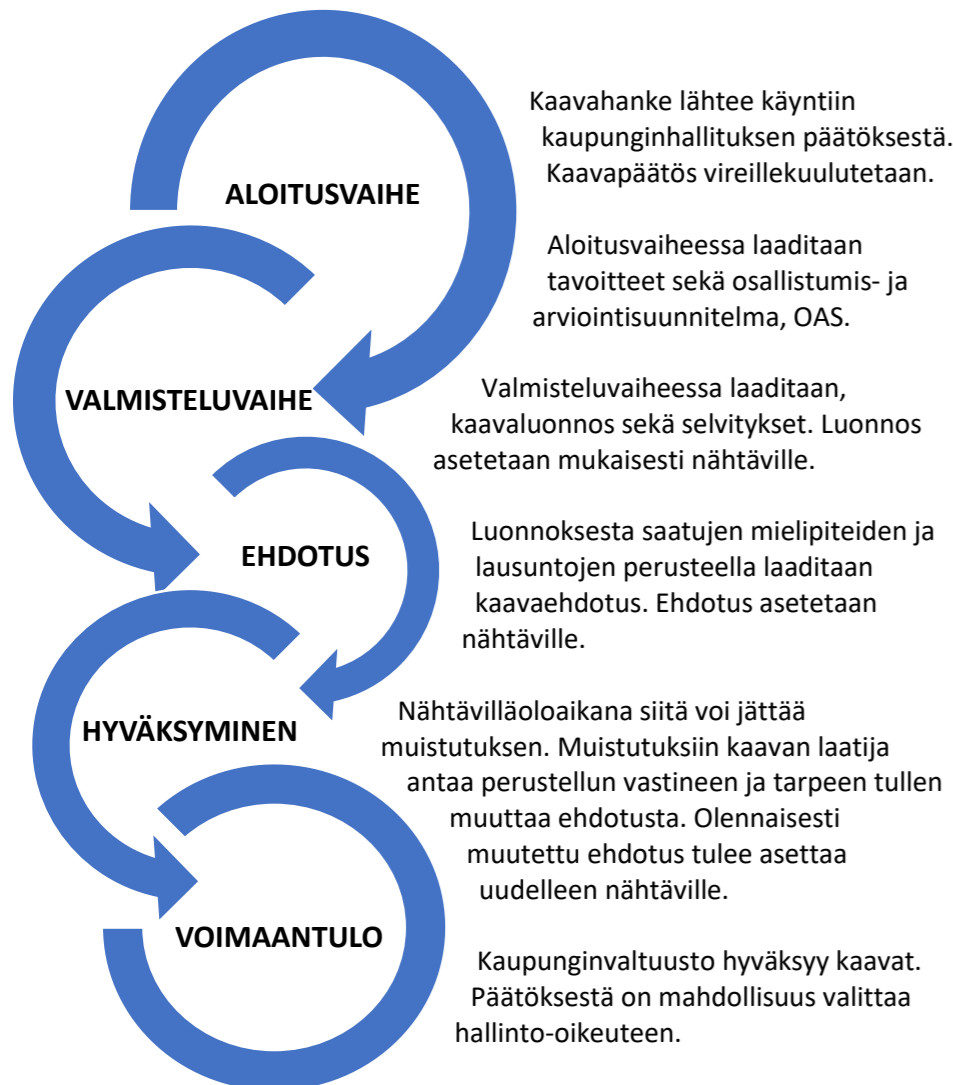 ALOITUSVAIHE
Kaavahanke lähtee käyntiin
kaupunginhallituksen päätöksestä.
Kaavapäätös vireillekuulutetaan.
Aloitusvaiheessa laaditaan
tavoitteet sekä osallistumis- ja
arviointisuunnitelma, OAS.
VALMISTELUVAIHE
Valmisteluvaiheessa laaditaan,
kaavaluonnos sekä selvitykset. Luonnos
asetetaan mukaisesti nähtäville.
EHDOTUS
Luonnoksesta saatujen mielipiteiden ja
lausuntojen perusteella laaditaan
kaavaehdotus. Ehdotus asetetaan
nähtäville.
HYVÄKSYMINEN
Nähtävilläoloaikana siitä voi jättää
muistutuksen. Muistutuksiin kaavan laatija
antaa perustellun vastineen ja tarpeen tullen
muuttaa ehdotusta. Olennaisesti
muutettu ehdotus tulee asettaa
uudelleen nähtäville.
VOIMAANTULO
Kaupunginvaltuusto hyväksyy kaavat.
Päätöksestä on mahdollisuus valittaa
hallinto-oikeuteen.